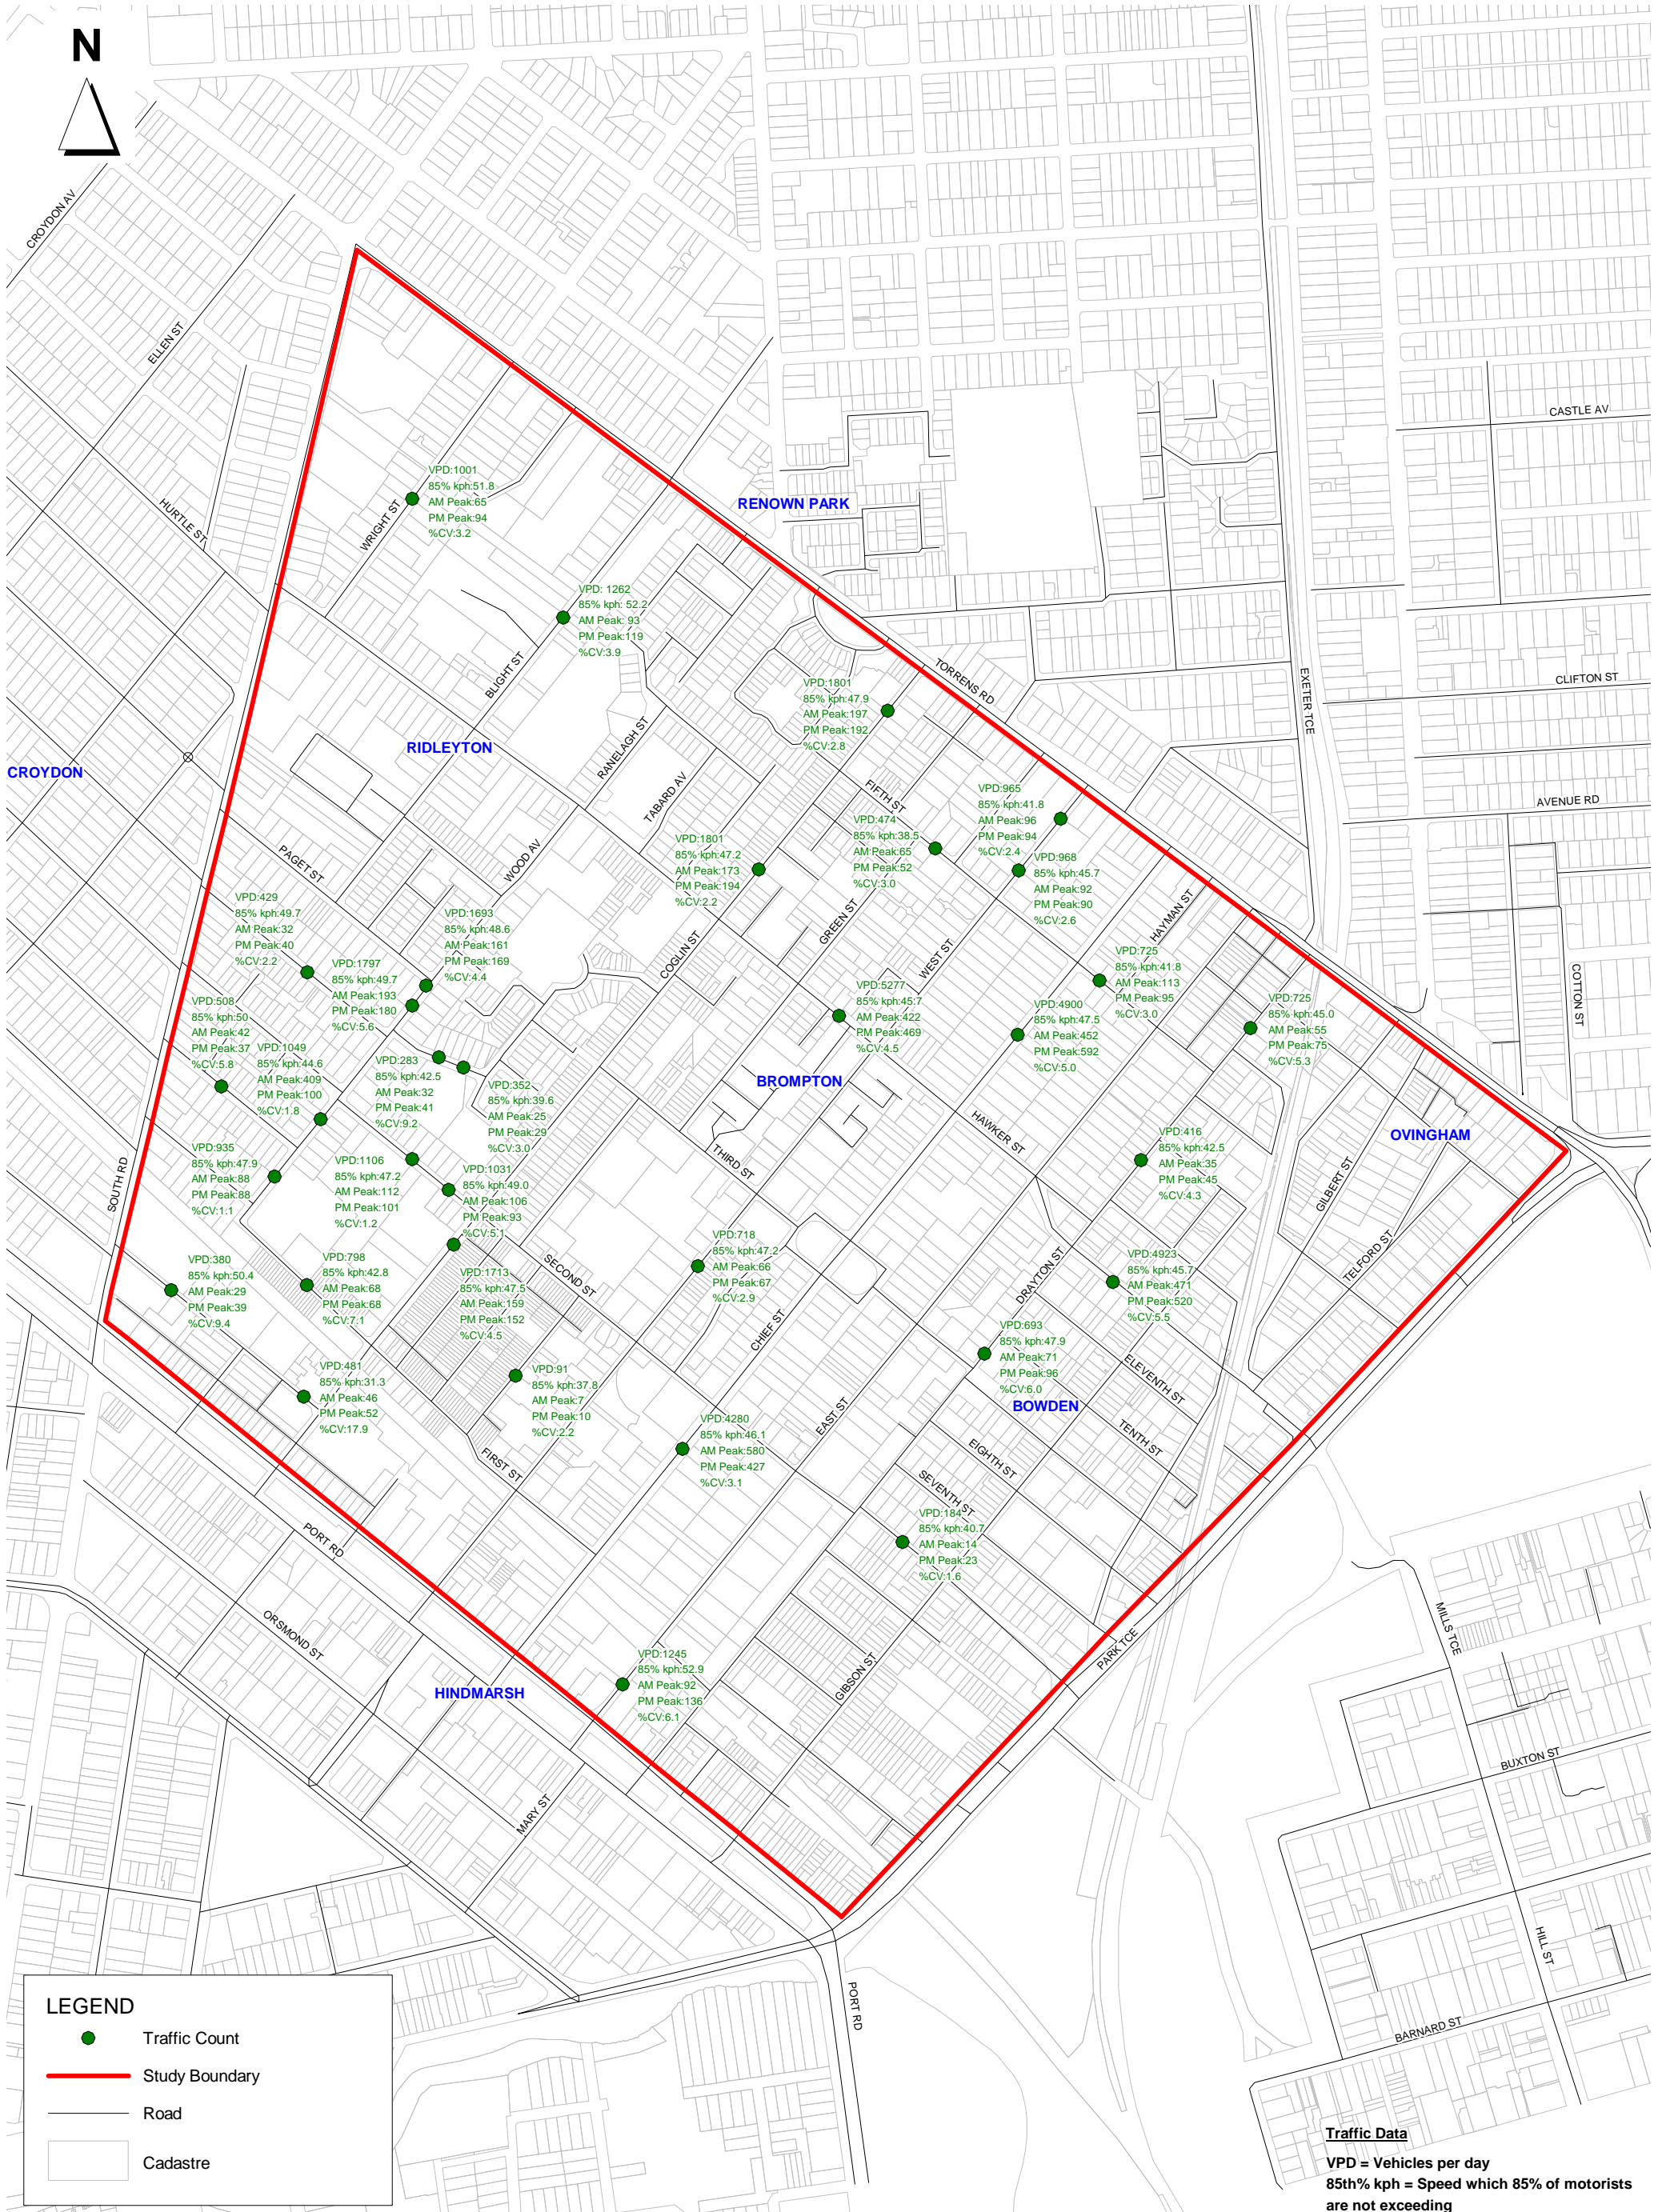 N
CROYDON AV
ELLEN ST
HURTLE ST
WRIGHT ST
VPD:1001
85% kph:51.8
AM Peak:65
PM Peak:94
%CV:3.2
RENOWN PARK
CASTLE AV
VPD: 1262
85% kph: 52.2
AM Peak: 93
PM Peak:119
%CV:3.9
BLIGHT ST
RANELAGH ST
TABARD AV
RIDLEYTON
CROYDON
VPD:1801
85% kph:47.9
AM Peak:197
PM Peak:192
%CV:2.8
TORRENS RD
EXETER TCE
CLIFTON ST
AVENUE RD
FIFTH ST
VPD:965
85% kph:41.8
AM Peak:96
PM Peak:94
%CV:2.4
VPD:474
85% kph:38.5
AM Peak:65
PM Peak:52
%CV:3.0
VPD:1801
85% kph:47.2
AM Peak:173
PM Peak:194
%CV:2.2
VPD:968
85% kph:45.7
AM Peak:92
PM Peak:90
%CV:2.6
PAGET ST
WOOD AV
VPD:429
85% kph:49.7
AM Peak:32
PM Peak:40
%CV:2.2
VPD:1693
85% kph:48.6
AM Peak:161
PM Peak:169
%CV:4.4
COGLIN ST
GREEN ST
WEST ST
HAYMAN ST
COTTON ST
VPD:1797
85% kph:49.7
AM Peak:193
PM Peak:180
%CV:5.6
VPD:5277
85% kph:45.7
AM Peak:422
PM Peak:469
%CV:4.5
VPD:4900
85% kph:47.5
AM Peak:452
PM Peak:592
%CV:5.0
VPD:725
85% kph:41.8
AM Peak:113
PM Peak:95
%CV:3.0
VPD:725
85% kph:45.0
AM Peak:55
PM Peak:75
%CV:5.3
VPD:508
85% kph:50
AM Peak:42
PM Peak:37
%CV:5.8
VPD:1049
85% kph:44.6
AM Peak:409
PM Peak:100
%CV:1.8
VPD:283
85% kph:42.5
AM Peak:32
PM Peak:41
%CV:9.2
VPD:352
85% kph:39.6
AM Peak:25
PM Peak:29
%CV:3.0
BROMPTON
HAWKER ST
OVINGHAM
THIRD ST
SOUTH RD
VPD:935
85% kph:47.9
AM Peak:88
PM Peak:88
%CV:1.1
VPD:1106
85% kph:47.2
AM Peak:112
PM Peak:101
%CV:1.2
VPD:1031
85% kph:49.0
AM Peak:106
PM Peak:93
%CV:5.1
VPD:416
85% kph:42.5
AM Peak:35
PM Peak:45
%CV:4.3
GILBERT ST
TELFORD ST
VPD:380
85% kph:50.4
AM Peak:29
PM Peak:39
%CV:9.4
VPD:798
85% kph:42.8
AM Peak:68
PM Peak:68
%CV:7.1
VPD:1713
85% kph:47.5
AM Peak:159
PM Peak:152
%CV:4.5
SECOND ST
VPD:718
85% kph:47.2
AM Peak:66
PM Peak:67
%CV:2.9
CHIEF ST
DRAYTON ST
VPD:4923
85% kph:45.7
AM Peak:471
PM Peak:520
%CV:5.5
VPD:693
85% kph:47.9
AM Peak:71
PM Peak:96
%CV:6.0
BOWDEN
ELEVENTH ST
TENTH ST
EIGHTH ST
SEVENTH ST
VPD:481
85% kph:31.3
AM Peak:46
PM Peak:52
%CV:17.9
VPD:91
85% kph:37.8
AM Peak:7
PM Peak:10
%CV:2.2
FIRST ST
EAST ST
VPD:4280
85% kph:46.1
AM Peak:580
PM Peak:427
%CV:3.1
VPD:184
85% kph:40.7
AM Peak:14
PM Peak:23
%CV:1.6
PORT RD
ORSMOND ST
HINDMARSH
VPD:1245
85% kph:52.9
AM Peak:92
PM Peak:136
%CV:6.1
GIBSON ST
PARK TCE
MILLS TCE
MARY ST
BUXTON ST
HILL ST
BARNARD ST
PORT RD
LEGEND
Traffic Count
Study Boundary
Road
Cadastre
Traffic Data
VPD = Vehicles per day
85th% kph = Speed which 85% of motorists
are not exceeding